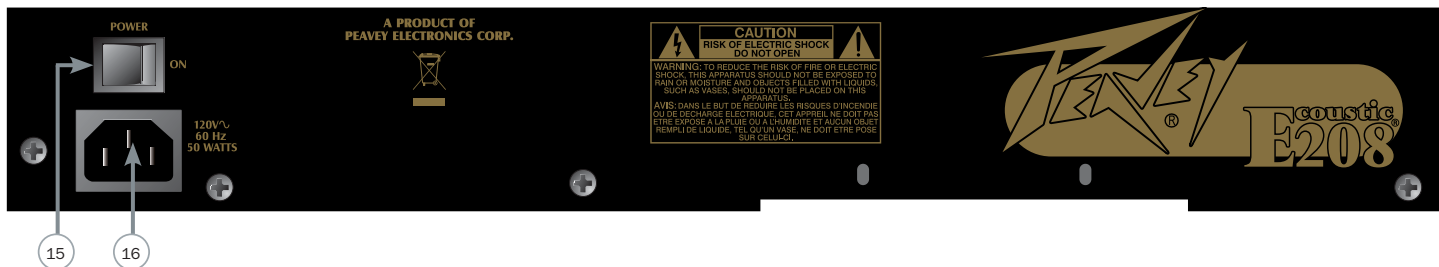 POWER
ON
120V∿
60 Hz
50 WATTS
15
16
A PRODUCT OF
PEAVEY ELECTRONICS CORP.
CAUTION
RISK OF ELECTRIC SHOCK
DO NOT OPEN
WARNING: TO REDUCE THE RISK OF FIRE OR ELECTRIC
SHOCK, THIS APPARATUS SHOULD NOT BE EXPOSED TO
RAIN OR MOISTURE AND OBJECTS FILLED WITH LIQUIDS,
SUCH AS VASES, SHOULD NOT BE PLACED ON THIS
APPARATUS.
AVIS: DANS LE BUT DE REDUIRE LES RISQUES D'INCENDIE
OU DE DECHARGE ELECTRIQUE, CET APPREIL NE DOIT PAS
ETRE EXPOSE A LA PLUIE OU A L'HUMIDITE ET AUCUN OBJET
REMPLI DE LIQUIDE, TEL QU'UN VASE, NE DOIT ETRE POSE
SUR CELUI-CI.
PEAVEY®
Ecoustic®
E208